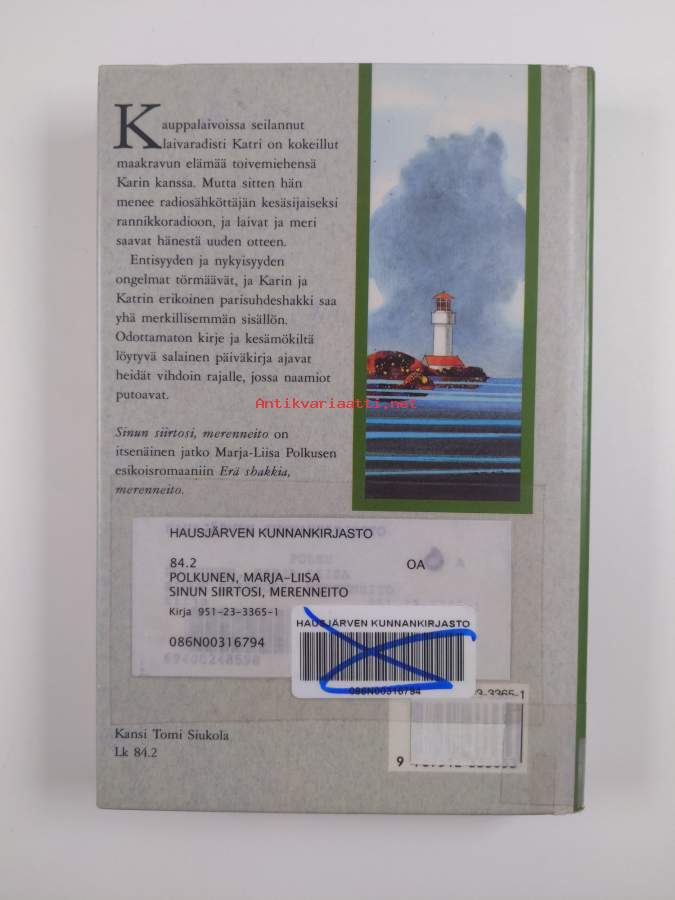 Kauppalaivoissa seilannut
laivaradisti Katri on kokeillut
maakravun elämää toivemiehensä
Karin kanssa. Mutta sitten hän
menee radiosähköttäjän kesäsijaiseksi
rannikkoradioon, ja laivat ja meri
saavat hänestä uuden otteen.
Entisyyden ja nykyisyyden
ongelmat törmäävät, ja Karin ja
Katrin erikoinen parisuhdeshakki saa
yhä merkillisemmän sisällön.
Odottamaton kirje ja kesämökiltä
löytyvä salainen päiväkirja ajavat
heidät vihdoin rajalle, jossa naamiot
putoavat.
Sinun siirtosi, merenneito on
itsenäinen jatko Marja-Liisa Polkusen
esikoisromaaniin Erä shakkia,
merenneito.
Antikvariaatti.net
HAUSJÄRVEN KUNNANKIRJASTO
84.2 OA
POLKUNEN, MARJA-LIISA
SINUN SIIRTOSI, MERENNEITO
Kirja 951-23-3365-1
086N00316794
HAUSJÄRVEN KUNNANKIRJASTO
086N00316794
3-3365-1
Kansi Tomi Siukola
Lk 84.2